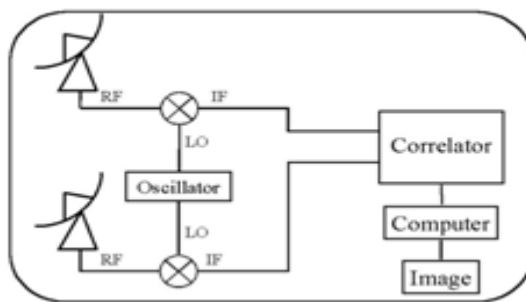 RF
IF
LO
Correlator
Oscillator
LO
Computer
RF
IF
Image